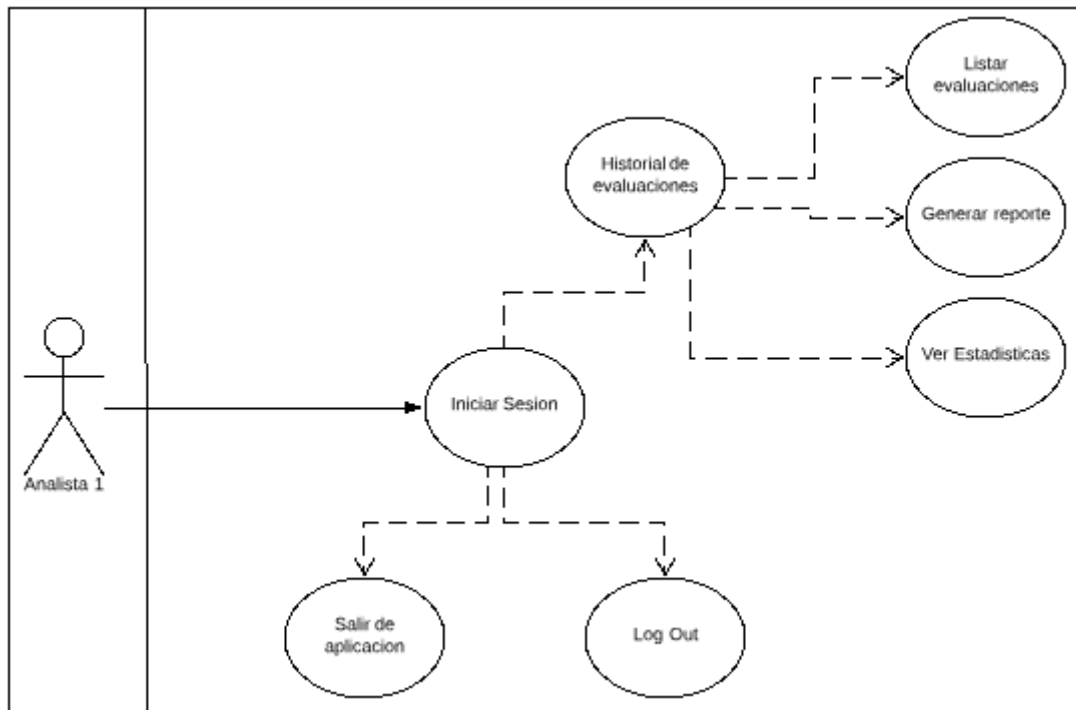 Listar
evaluaciones
Historial de
evaluaciones
Generar reporte
Ver Estadisticas
Iniciar Sesion
Analista 1
Salir de
aplicacion
Log Out